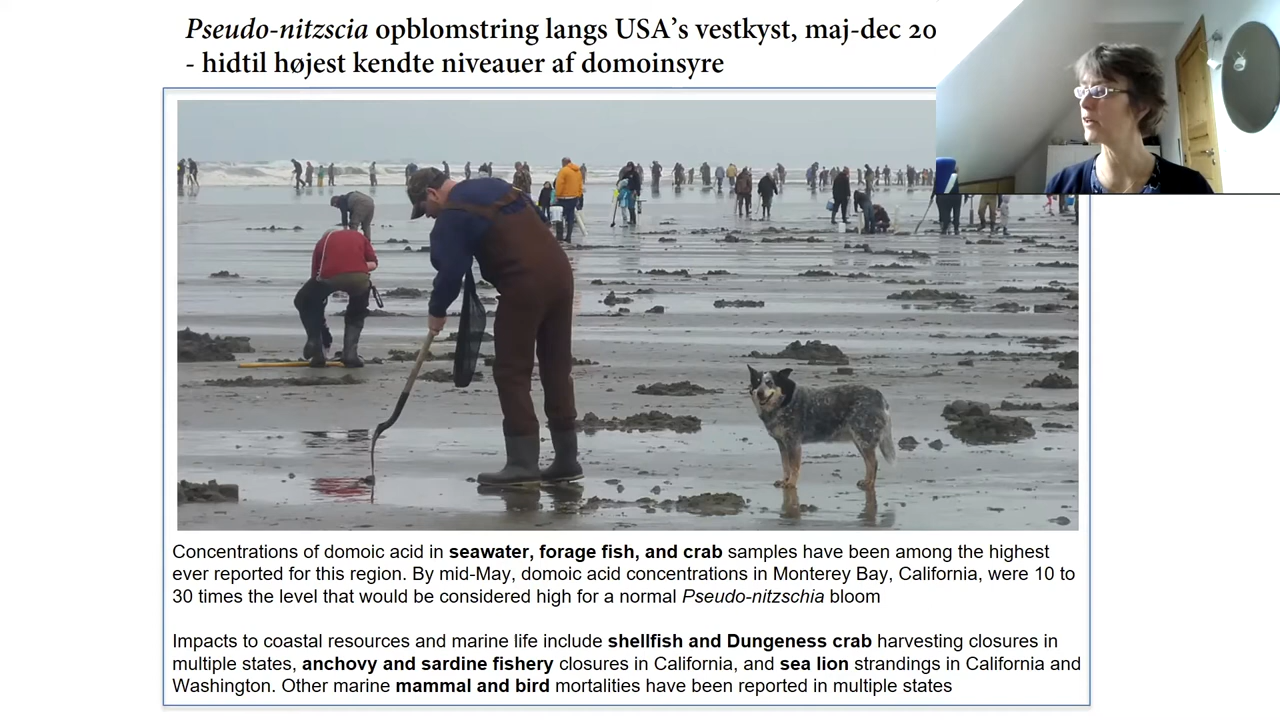 Pseudo-nitzscia opblomstring langs USA's vestkyst, maj-dec 20
- hidtil højest kendte niveauer af domoinsyre
Concentrations of domoic acid in seawater, forage fish, and crab samples have been among the highest
ever reported for this region. By mid-May, domoic acid concentrations in Monterey Bay, California, were 10 to
30 times the level that would be considered high for a normal Pseudo-nitzschia bloom
Impacts to coastal resources and marine life include shellfish and Dungeness crab harvesting closures in
multiple states, anchovy and sardine fishery closures in California, and sea lion strandings in California and
Washington. Other marine mammal and bird mortalities have been reported in multiple states